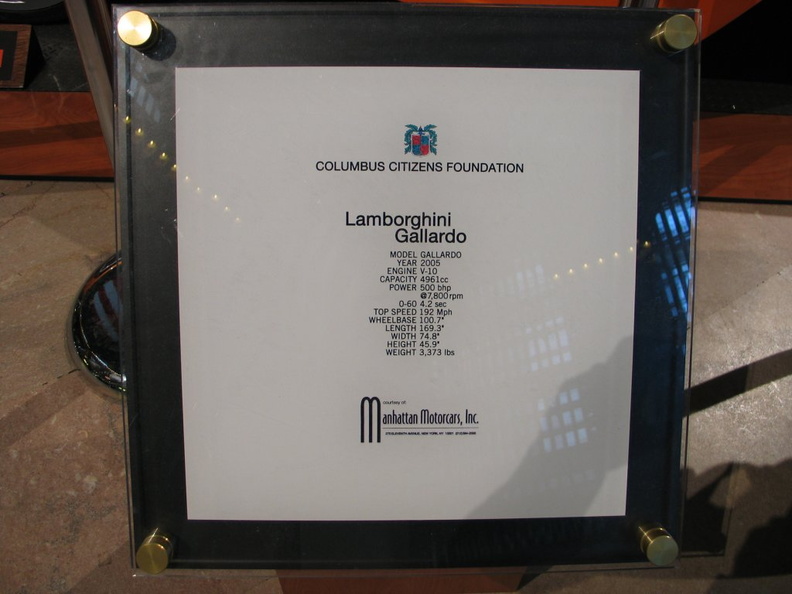 COLUMBUS CITIZENS FOUNDATION
Lamborghini
Gallardo
MODEL GALLARDO
YEAR 2005
ENGINE V-10
CAPACITY 4961cc
POWER 500 bhp
@7,800rpm
0-60 4.2 sec
TOP SPEED 192 Mph
WHEELBASE 100.7"
LENGTH 169.3"
WIDTH 74.8"
HEIGHT 45.9"
WEIGHT 3,373 lbs
courtesy of:
Manhattan Motorcars, Inc.